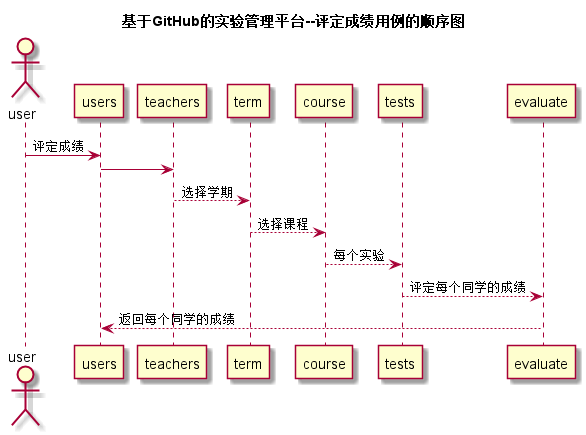 基于GitHub的实验管理平台--评定成绩用例的顺序图
user
users
teachers
term
course
tests
evaluate
评定成绩
选择学期
选择课程
每个实验
评定每个同学的成绩
返回每个同学的成绩
user
users
teachers
term
course
tests
evaluate